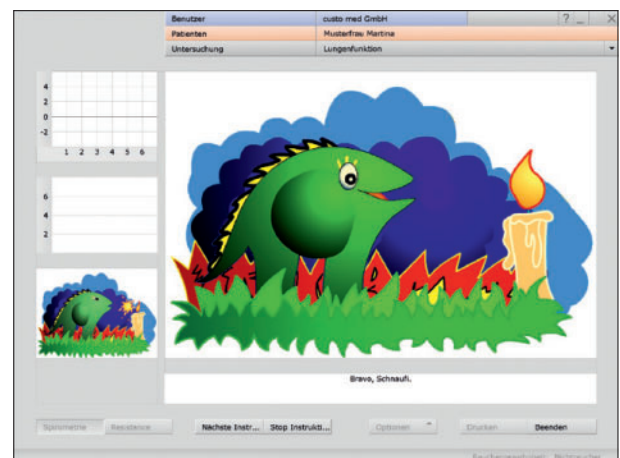 Benutzer custo med GmbH ? _ X
Patienten Musterfrau Martina
Untersuchung Lungenfunktion
4
2
0
-2
1 2 3 4 5 6
6
4
2
Bravo, Schnaufi.
Spirometrie Resistance Nächste Instr... Stop Instrukti... Optionen Drucken Beenden